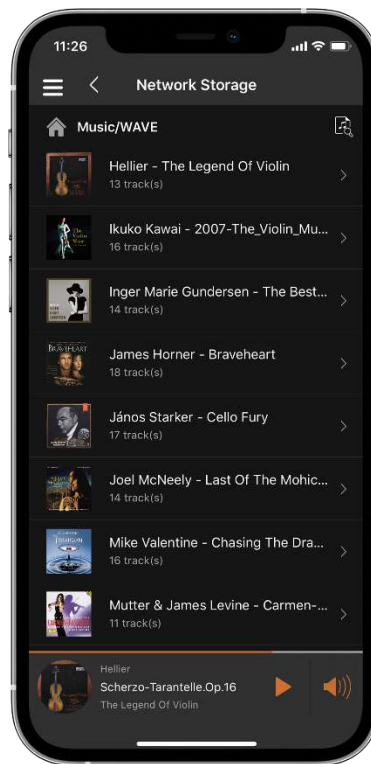 11:26
Network Storage
Music/WAVE
Hellier - The Legend Of Violin
13 track(s)
Ikuko Kawai - 2007-The_Violin_Mu...
16 track(s)
Inger Marie Gundersen - The Best...
14 track(s)
BRAVEHEART
James Horner - Braveheart
18 track(s)
János Starker - Cello Fury
17 track(s)
Joel McNeely - Last Of The Mohic...
14 track(s)
Mike Valentine - Chasing The Dra...
16 track(s)
Mutter & James Levine - Carmen-...
11 track(s)
Hellier
Scherzo-Tarantelle.Op.16
The Legend Of Violin